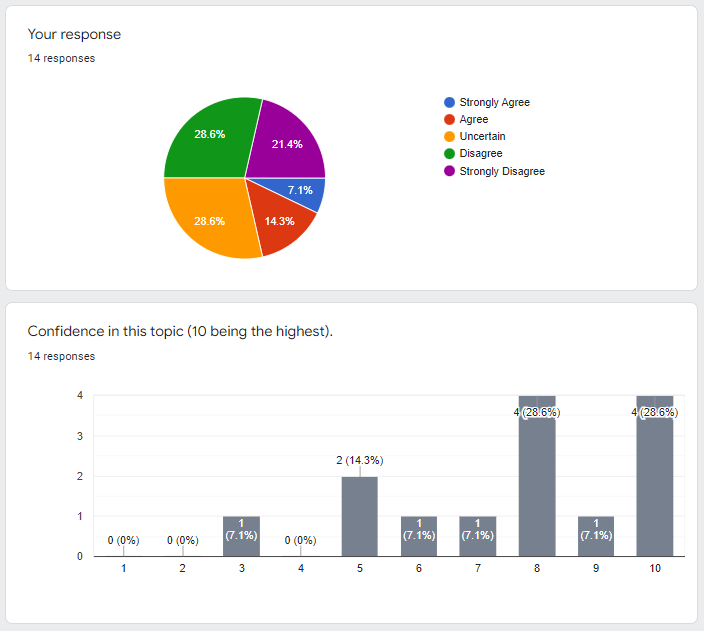 Your response
14 responses
28.6%
21.4%
7.1%
28.6%
14.3%
Strongly Agree
Agree
Uncertain
Disagree
Strongly Disagree
Confidence in this topic (10 being the highest).
14 responses
4
3
2
1
0
0 (0%)
0 (0%)
1
(7.1%)
0 (0%)
2 (14.3%)
1
(7.1%)
1
(7.1%)
4 (28.6%)
1
(7.1%)
4 (28.6%)
1 2 3 4 5 6 7 8 9 10